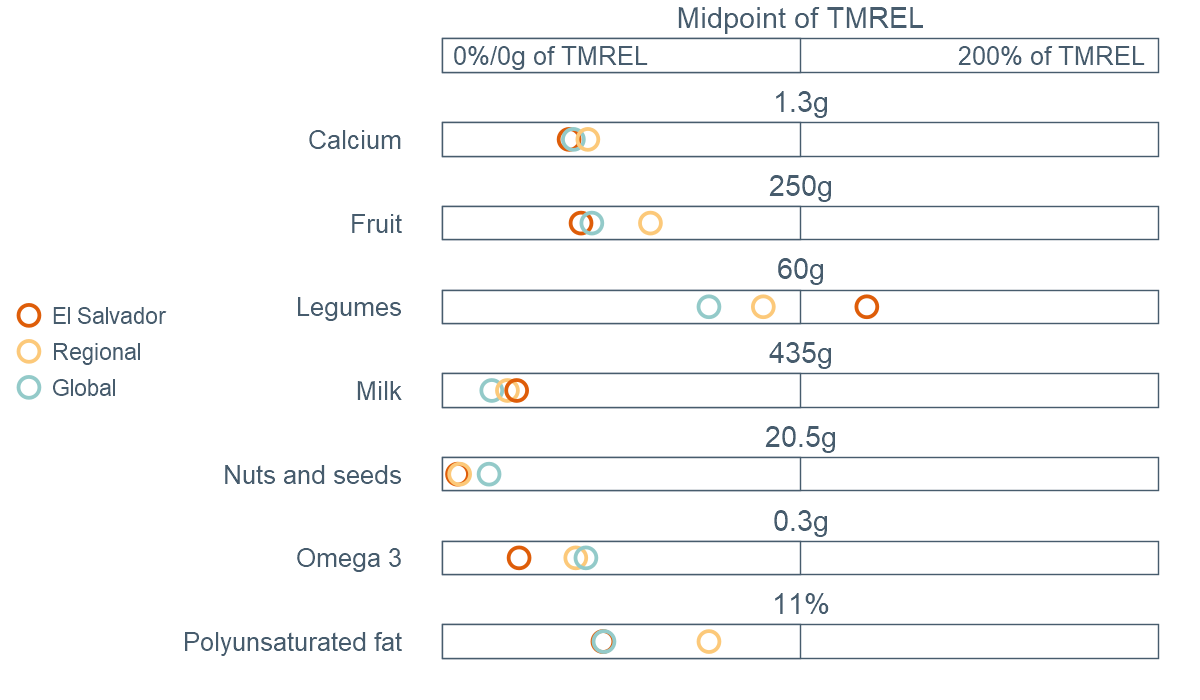 Midpoint of TMREL
0%/0g of TMREL
200% of TMREL
1.3g
Calcium
250g
Fruit
60g
Legumes
435g
Milk
20.5g
Nuts and seeds
0.3g
Omega 3
11%
Polyunsaturated fat
El Salvador
Regional
Global